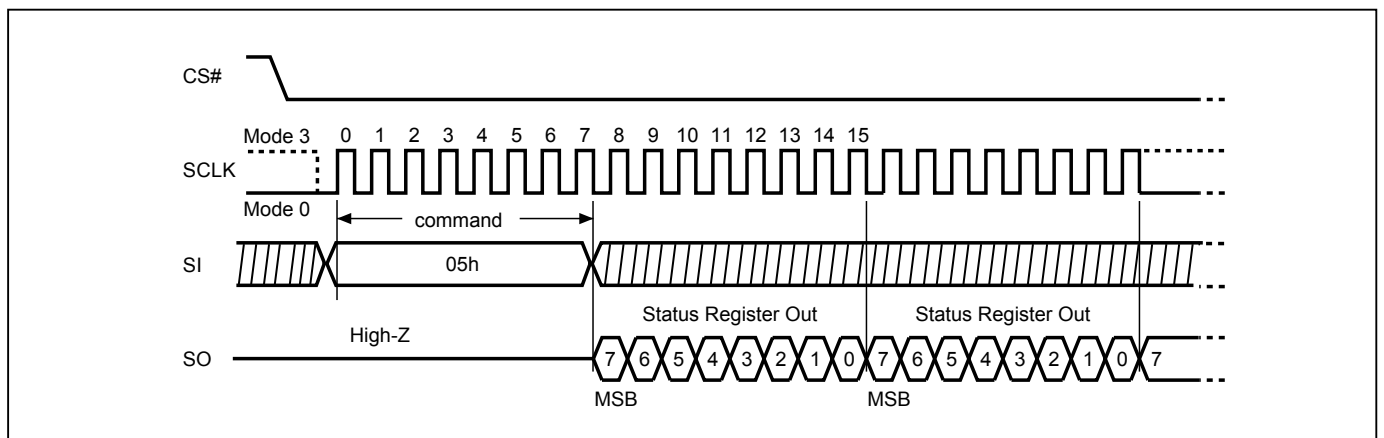 CS#
Mode 3 0 1 2 3 4 5 6 7 8 9 10 11 12 13 14 15
SCLK
Mode 0
command
SI
05h
Status Register Out Status Register Out
High-Z
SO
7 6 5 4 3 2 1 0 7 6 5 4 3 2 1 0 7
MSB MSB